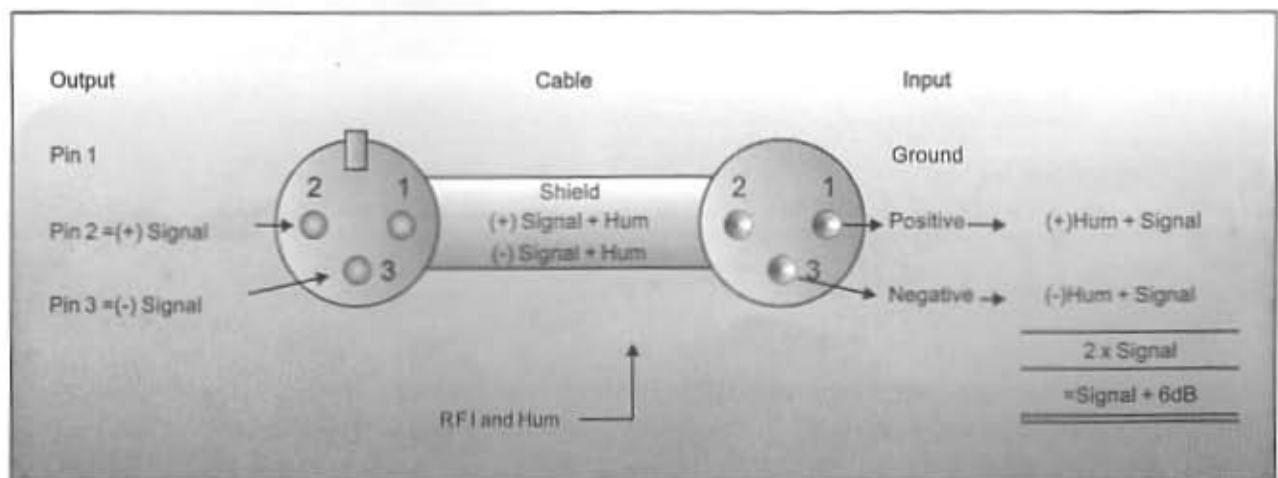 Output Cable Input
Pin 1 Ground
2 1 Shield 2 1
Pin 2 =(+) Signal (+) Signal + Hum Positive (+)Hum + Signal
(-) Signal + Hum
3 3
Pin 3 =(-) Signal Negative (-)Hum + Signal
2 x Signal
=Signal + 6dB
RFI and Hum